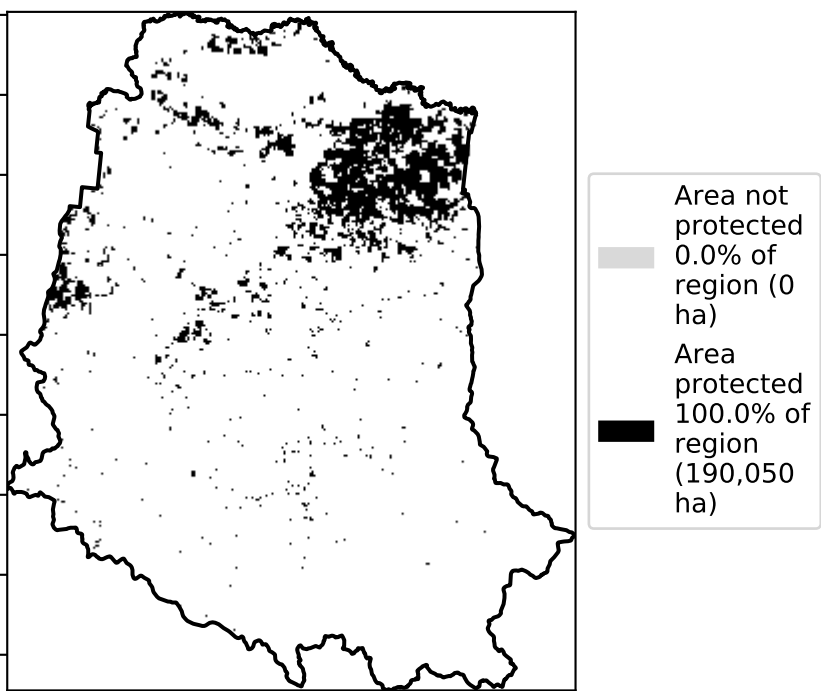 Area not
protected
0.0% of
region (0
ha)
Area
protected
100.0% of
region
(190,050
ha)